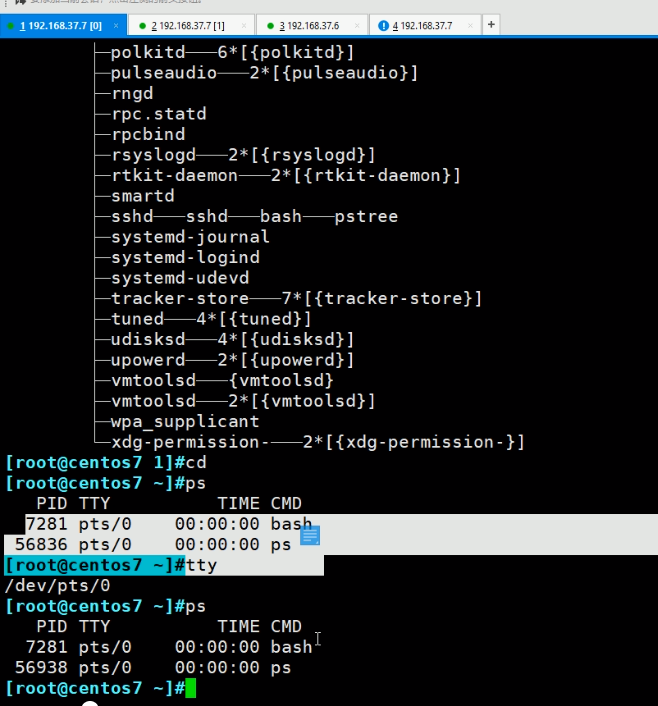 1 192.168.37.7 [0] × 2 192.168.37.7 [1] × 3 192.168.37.6 × 4 192.168.37.7 × +
├─polkitd───6*[{polkitd}]
├─pulseaudio───2*[{pulseaudio}]
├─rngd
├─rpc.statd
├─rpcbind
├─rsyslogd───2*[{rsyslogd}]
├─rtkit-daemon───2*[{rtkit-daemon}]
├─smartd
├─sshd───sshd───bash───pstree
├─systemd-journal
├─systemd-logind
├─systemd-udevd
├─tracker-store───7*[{tracker-store}]
├─tuned───4*[{tuned}]
├─udisksd───4*[{udisksd}]
├─upowerd───2*[{upowerd}]
├─vmtoolsd───{vmtoolsd}
├─vmtoolsd───2*[{vmtoolsd}]
├─wpa_supplicant
└─xdg-permission-───2*[{xdg-permission-}]
[root@centos7 1]#cd
[root@centos7 ~]#ps
PID TTY TIME CMD
7281 pts/0 00:00:00 bash
56836 pts/0 00:00:00 ps
[root@centos7 ~]#tty
/dev/pts/0
[root@centos7 ~]#ps
PID TTY TIME CMD
7281 pts/0 00:00:00 bash
56938 pts/0 00:00:00 ps
[root@centos7 ~]#